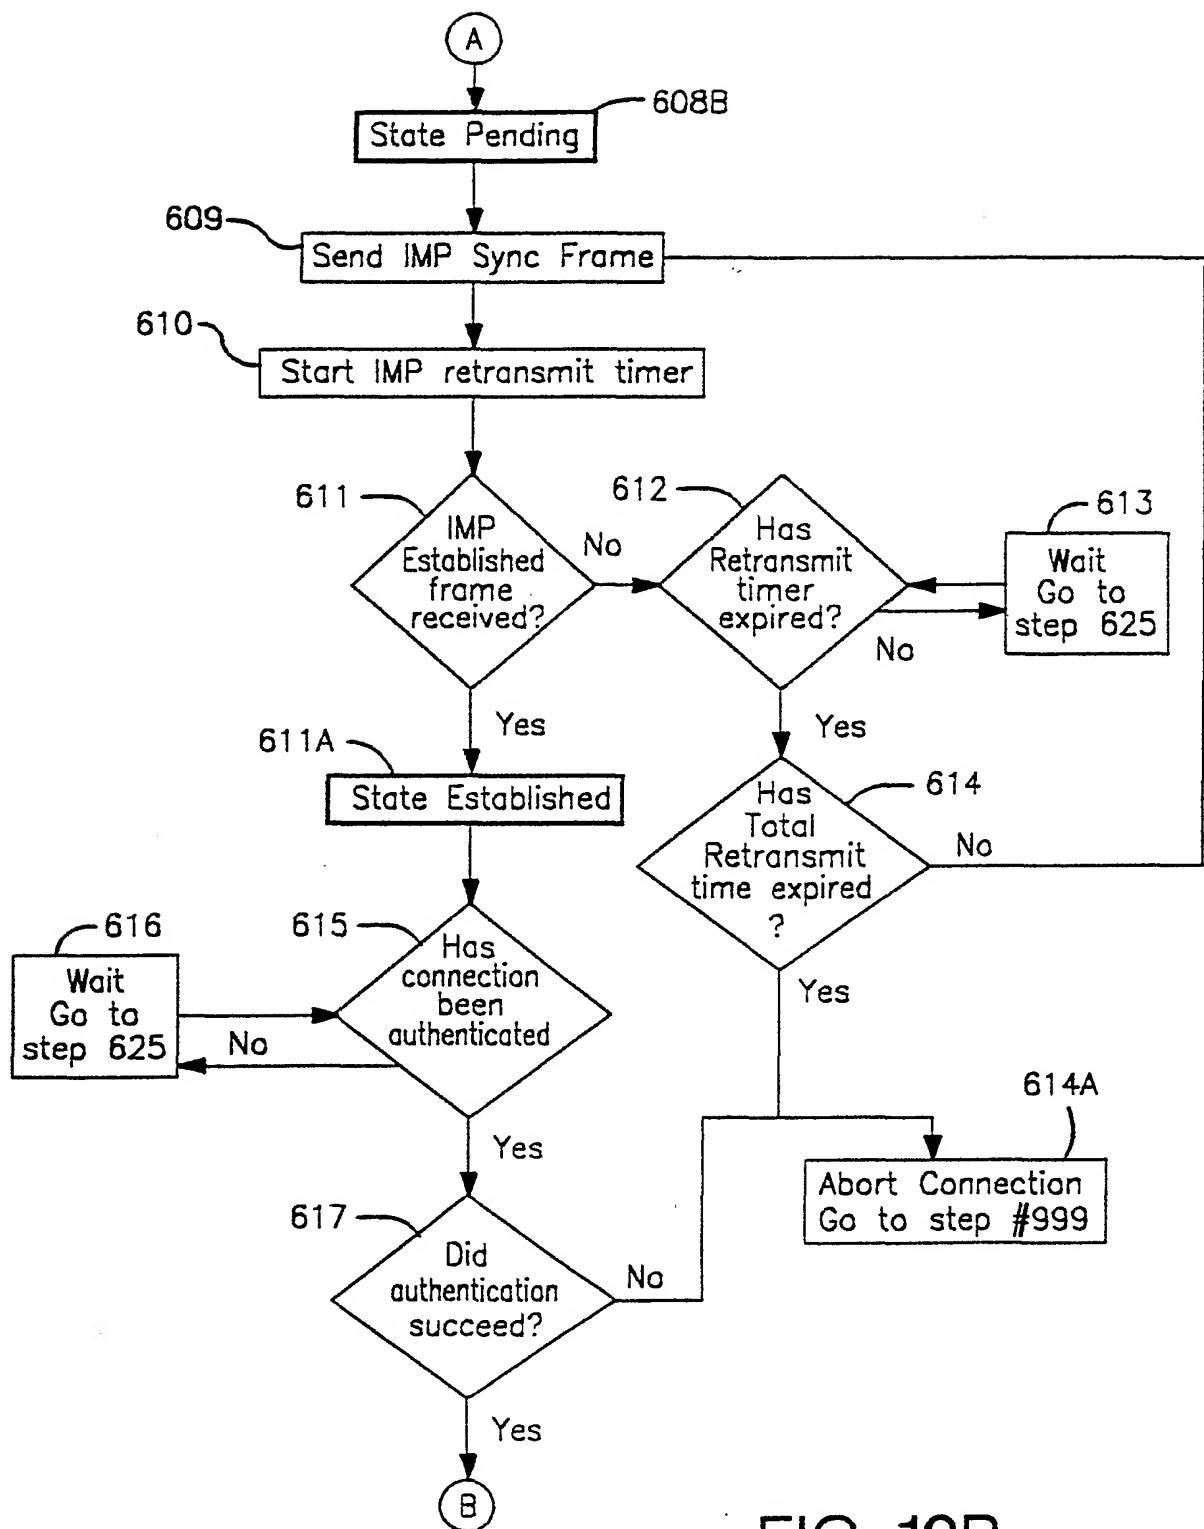 A
608B
State Pending
609
Send IMP Sync Frame
610
Start IMP retransmit timer
611
IMP
Established
frame
received?
No
612
Has
Retransmit
timer
expired?
No
613
Wait
Go to
step 625
Yes
Yes
611A
State Established
614
Has
Total
Retransmit
time expired
?
No
616
Wait
Go to
step 625
615
Has
connection
been
authenticated
No
Yes
Yes
614A
Abort Connection
Go to step #999
617
Did
authentication
succeed?
No
Yes
B